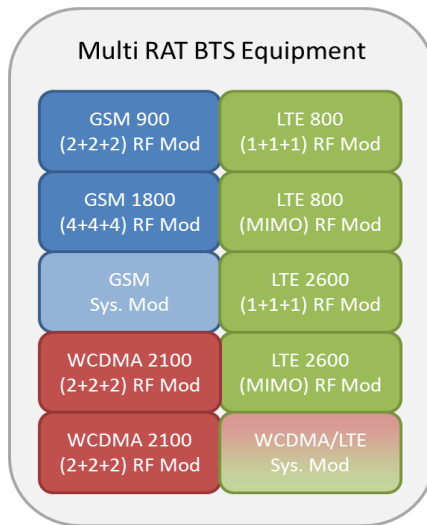 Multi RAT BTS Equipment
GSM 900
(2+2+2) RF Mod
LTE 800
(1+1+1) RF Mod
GSM 1800
(4+4+4) RF Mod
LTE 800
(MIMO) RF Mod
GSM
Sys. Mod
LTE 2600
(1+1+1) RF Mod
WCDMA 2100
(2+2+2) RF Mod
LTE 2600
(MIMO) RF Mod
WCDMA 2100
(2+2+2) RF Mod
WCDMA/LTE
Sys. Mod